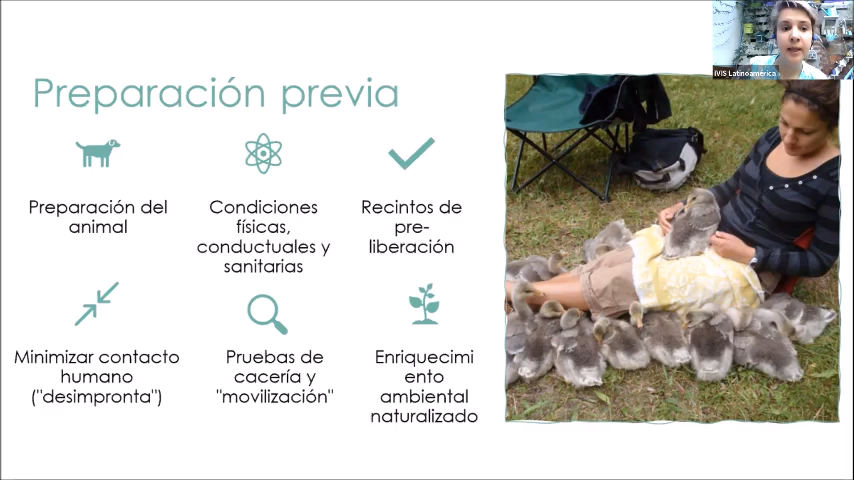 IVIS Latinoamérica
Preparación previa
Preparación del
animal
Condiciones
físicas,
conductuales y
sanitarias
Recintos de
pre-
liberación
Minimizar contacto
humano
("desimpronta")
Pruebas de
cacería y
"movilización"
Enriquecimi
ento
ambiental
naturalizado